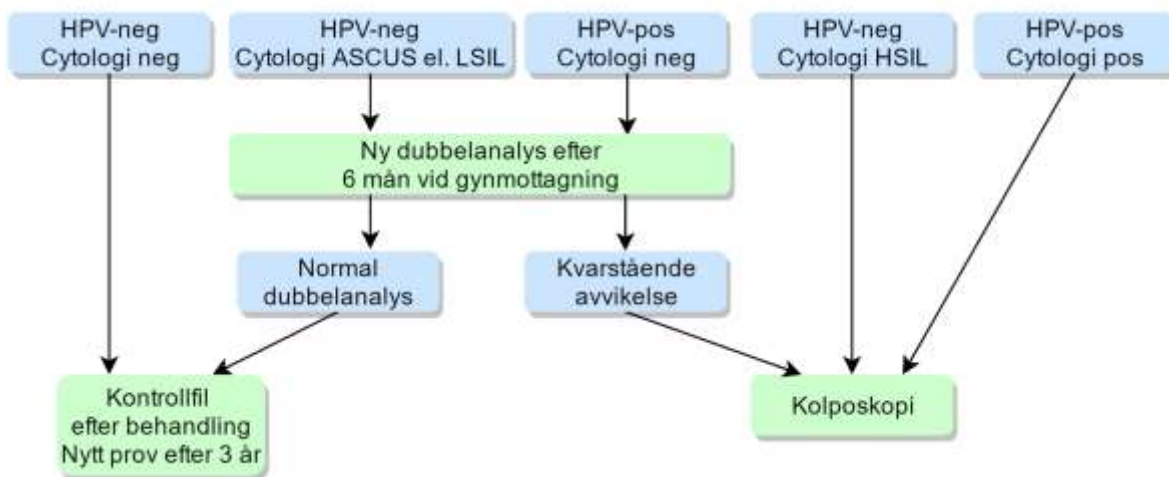 HPV-neg
Cytologi neg
HPV-neg
Cytologi ASCUS el. LSIL
HPV-pos
Cytologi neg
HPV-neg
Cytologi HSIL
HPV-pos
Cytologi pos
Ny dubbelanalys efter
6 mån vid gynmottagning
Normal
dubbelanalys
Kvarstående
avvikelse
Kontrollfil
efter behandling
Nytt prov efter 3 år
Kolposkopi